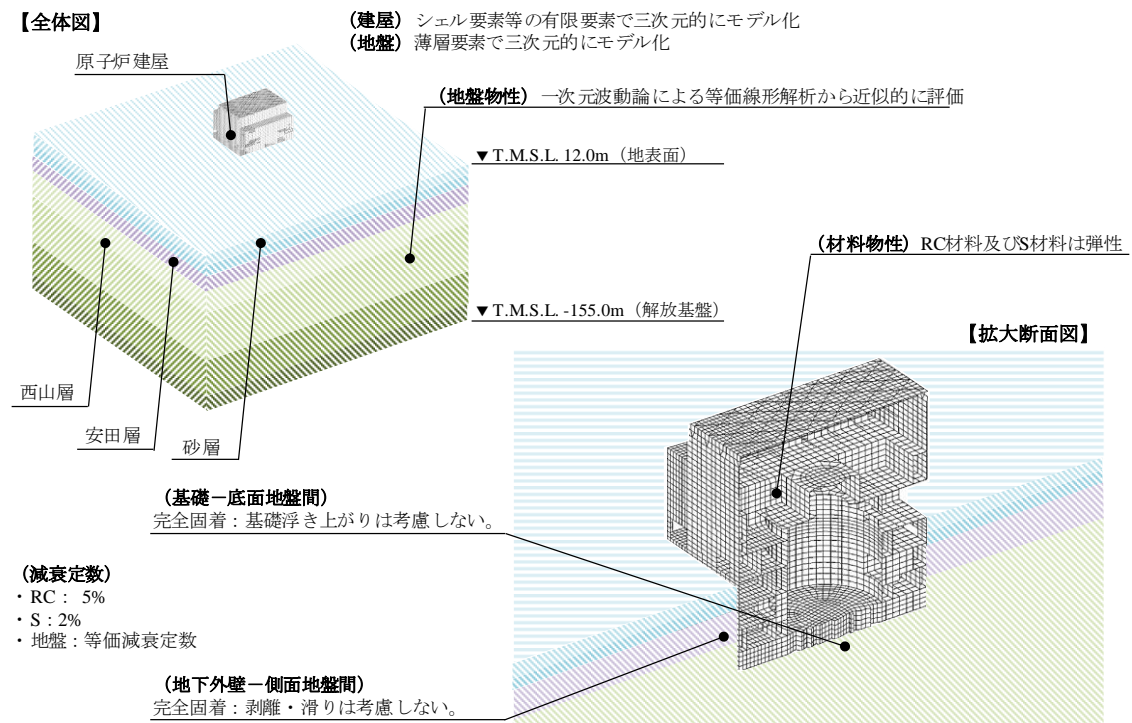 【全体図】
(建屋) シェル要素等の有限要素で三次元的にモデル化
(地盤) 薄層要素で三次元的にモデル化
原子炉建屋
(地盤物性) 一次元波動論による等価線形解析から近似的に評価
▼T.M.S.L. 12.0m（地表面）
(材料物性) RC材料及びS材料は弾性
▼T.M.S.L. -155.0m（解放基盤）
【拡大断面図】
西山層
安田層
砂層
(基礎－底面地盤間)
完全固着：基礎浮き上がりは考慮しない。
(減衰定数)
・RC： 5%
・S：2%
・地盤：等価減衰定数
(地下外壁－側面地盤間)
完全固着：剥離・滑りは考慮しない。